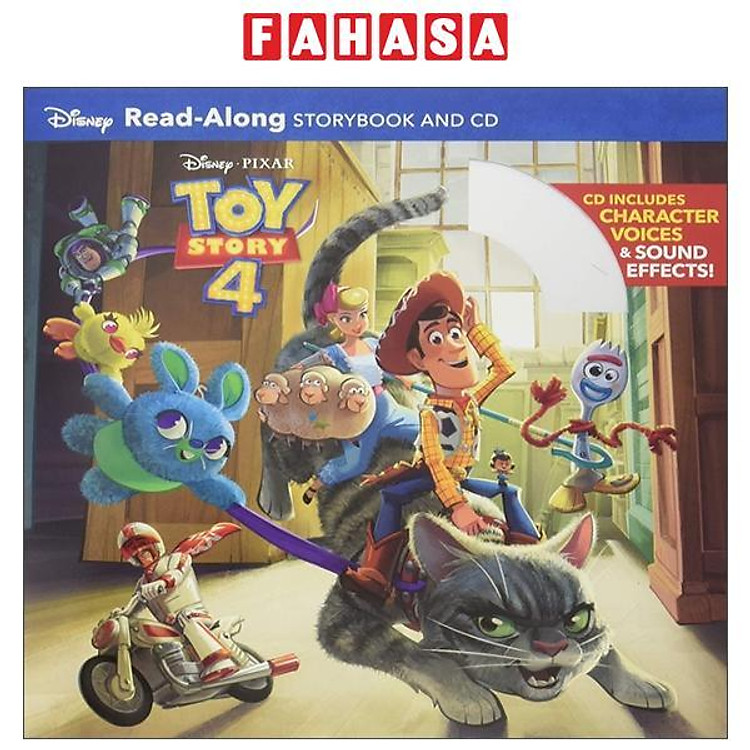 FAHASA
Disney Read-Along STORYBOOK AND CD
Disney · PIXAR
TOY
STORY
4
CD INCLUDES
CHARACTER
VOICES
& SOUND
EFFECTS!